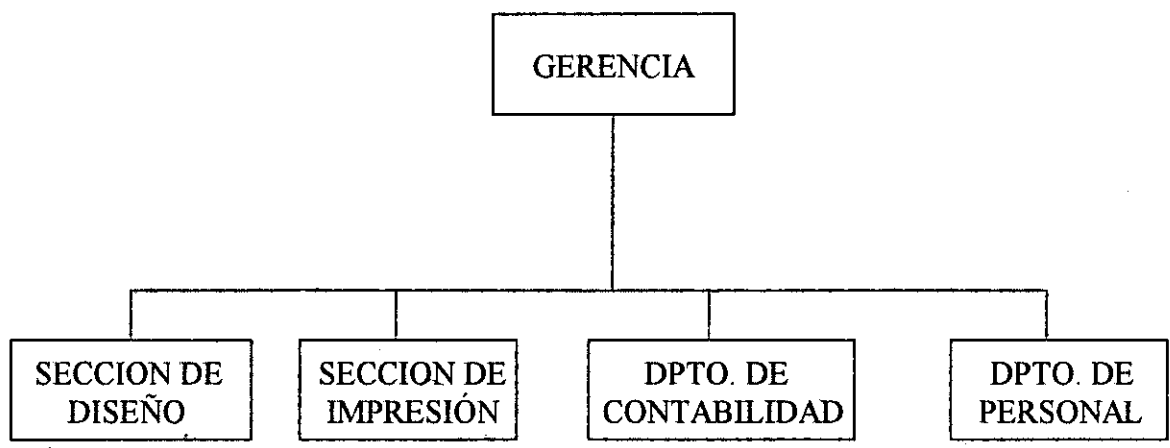 GERENCIA
SECCION DE
DISEÑO
SECCION DE
IMPRESIÓN
DPTO. DE
CONTABILIDAD
DPTO. DE
PERSONAL